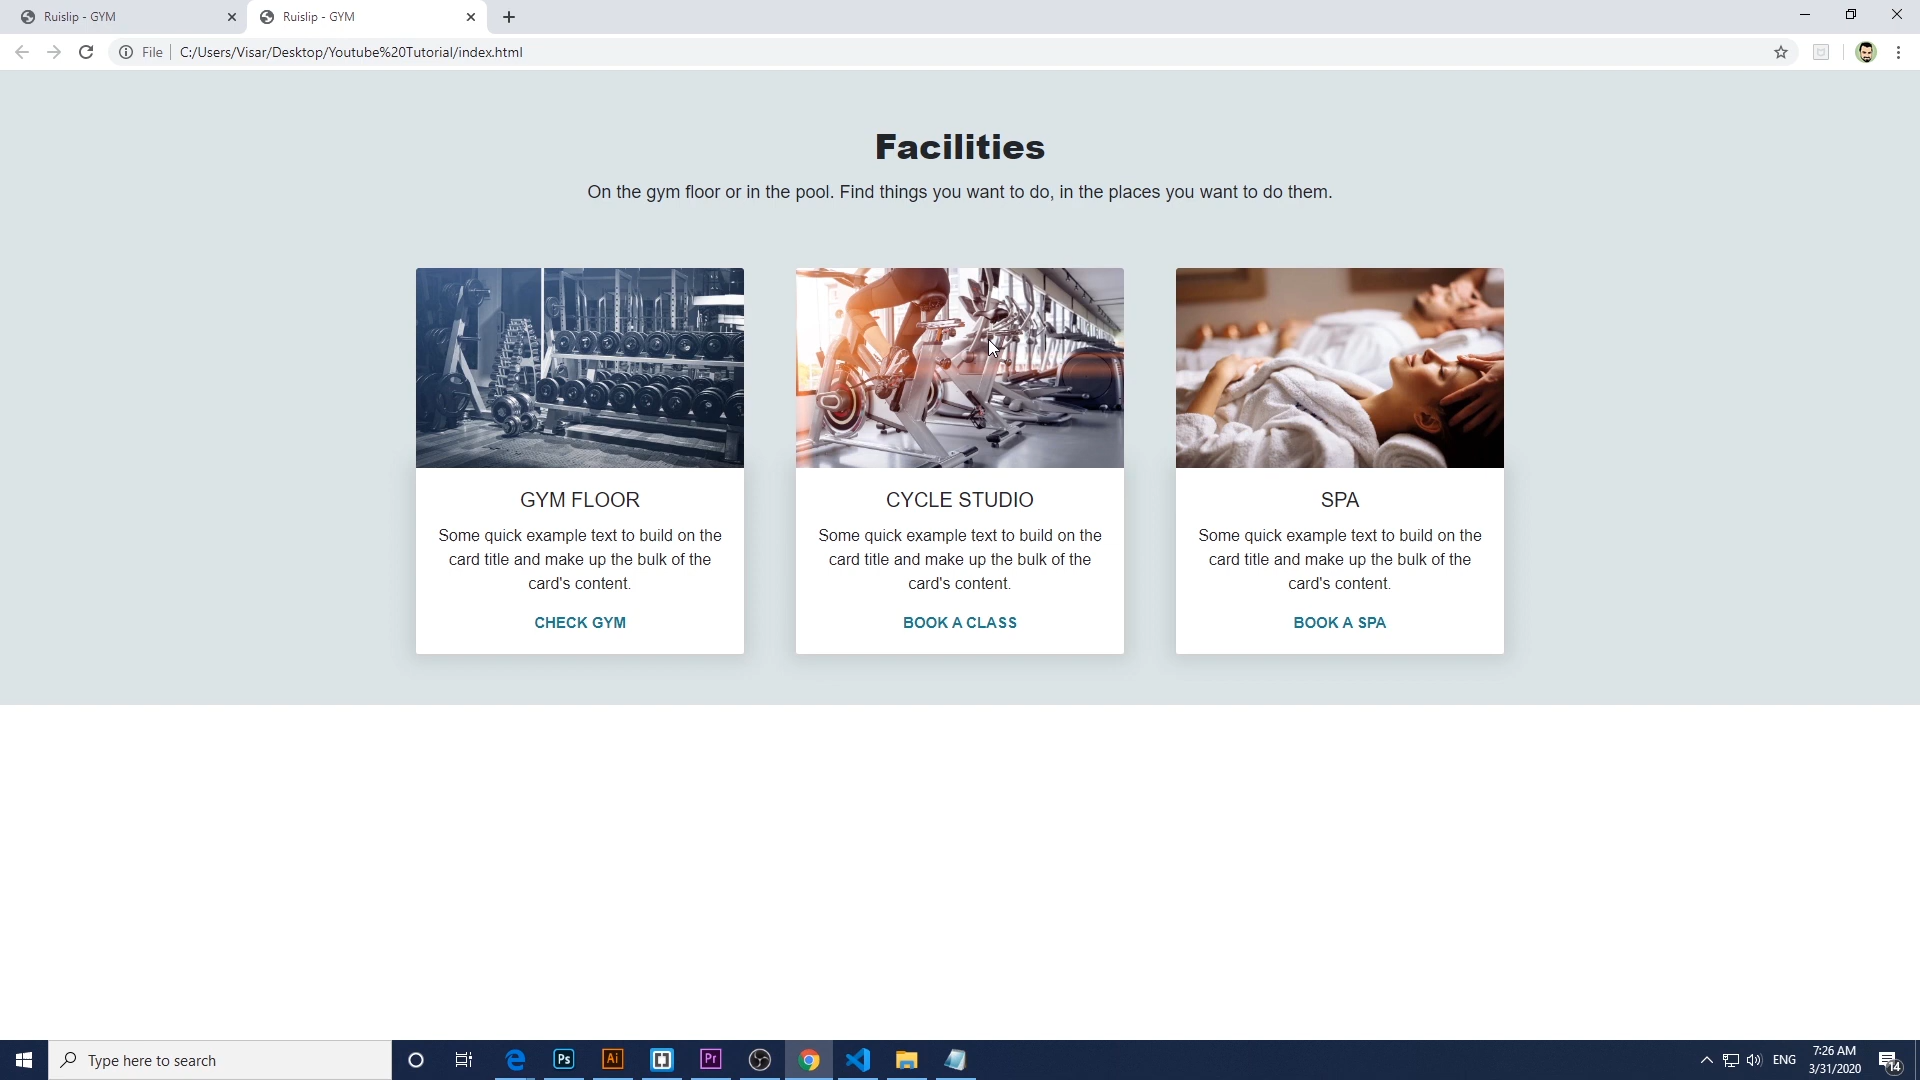 Ruislip - GYM
Ruislip - GYM
File
C:/Users/Visar/Desktop/Youtube%20Tutorial/index.html
Facilities
On the gym floor or in the pool. Find things you want to do, in the places you want to do them.
GYM FLOOR
Some quick example text to build on the
card title and make up the bulk of the
card's content.
CHECK GYM
CYCLE STUDIO
Some quick example text to build on the
card title and make up the bulk of the
card's content.
BOOK A CLASS
SPA
Some quick example text to build on the
card title and make up the bulk of the
card's content.
BOOK A SPA
Type here to search
Ps
Ai
Pr
ENG
7:26 AM
3/31/2020
14